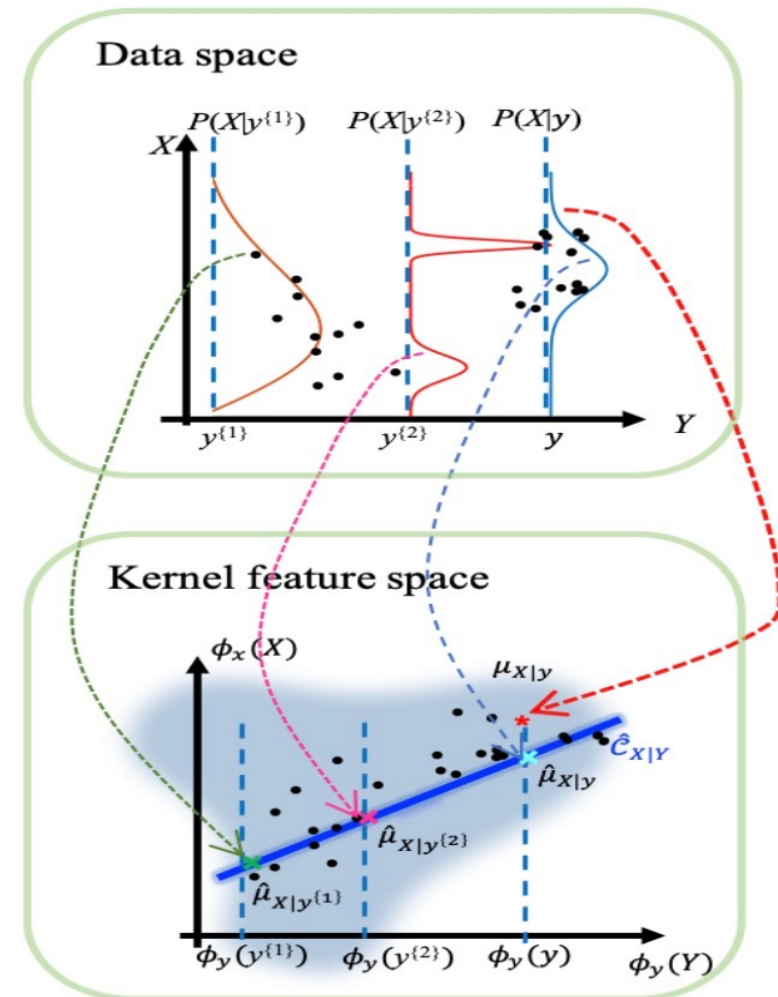 Data space
P(X|y^{1}) P(X|y^{2}) P(X|y)
X
y^{1} y^{2} y Y
Kernel feature space
ϕ_x(X)
μ_{X|y}
Ĉ_{X|Y}
μ̂_{X|y}
μ̂_{X|y^{2}}
μ̂_{X|y^{1}}
ϕ_y(y^{1}) ϕ_y(y^{2}) ϕ_y(y) ϕ_y(Y)